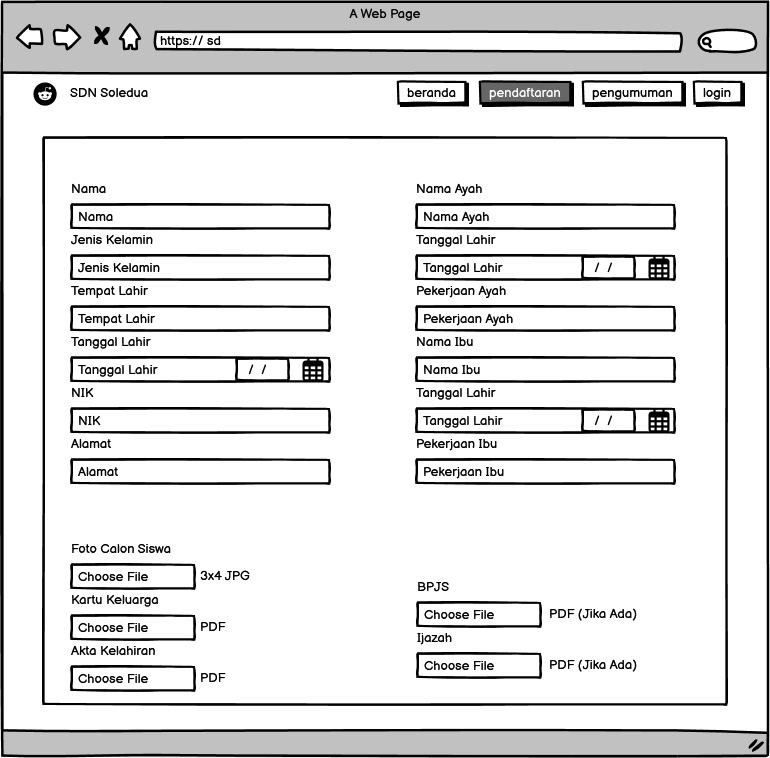 A Web Page
https:// sd
SDN Soledua
beranda
pendaftaran
pengumuman
login
Nama
Nama
Jenis Kelamin
Jenis Kelamin
Tempat Lahir
Tempat Lahir
Tanggal Lahir
Tanggal Lahir / /
NIK
NIK
Alamat
Alamat
Nama Ayah
Nama Ayah
Tanggal Lahir
Tanggal Lahir / /
Pekerjaan Ayah
Pekerjaan Ayah
Nama Ibu
Nama Ibu
Tanggal Lahir
Tanggal Lahir / /
Pekerjaan Ibu
Pekerjaan Ibu
Foto Calon Siswa
Choose File 3x4 JPG
Kartu Keluarga
Choose File PDF
Akta Kelahiran
Choose File PDF
BPJS
Choose File PDF (Jika Ada)
Ijazah
Choose File PDF (Jika Ada)